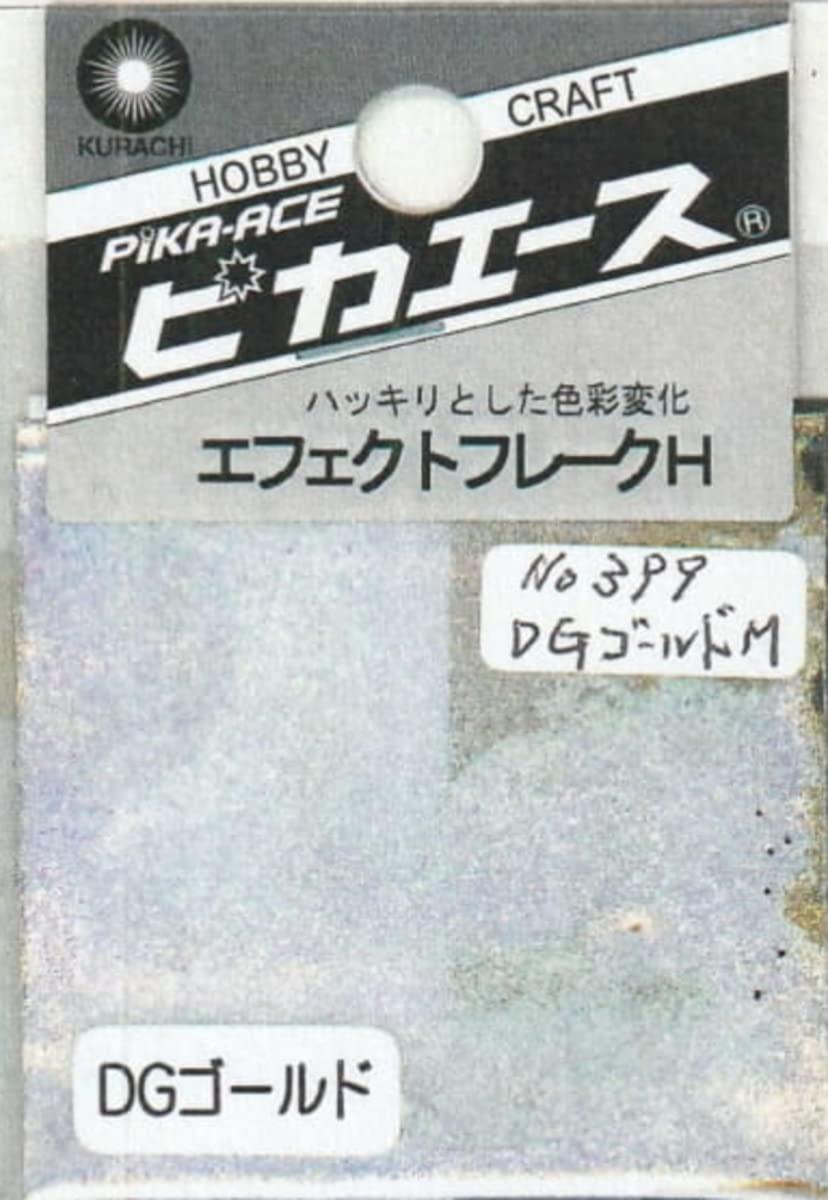 KURACHI
HOBBY CRAFT
PiKA-ACE
ピカエース®
ハッキリとした色彩変化
エフェクトフレークH
No 399
DGゴールドM
DGゴールド